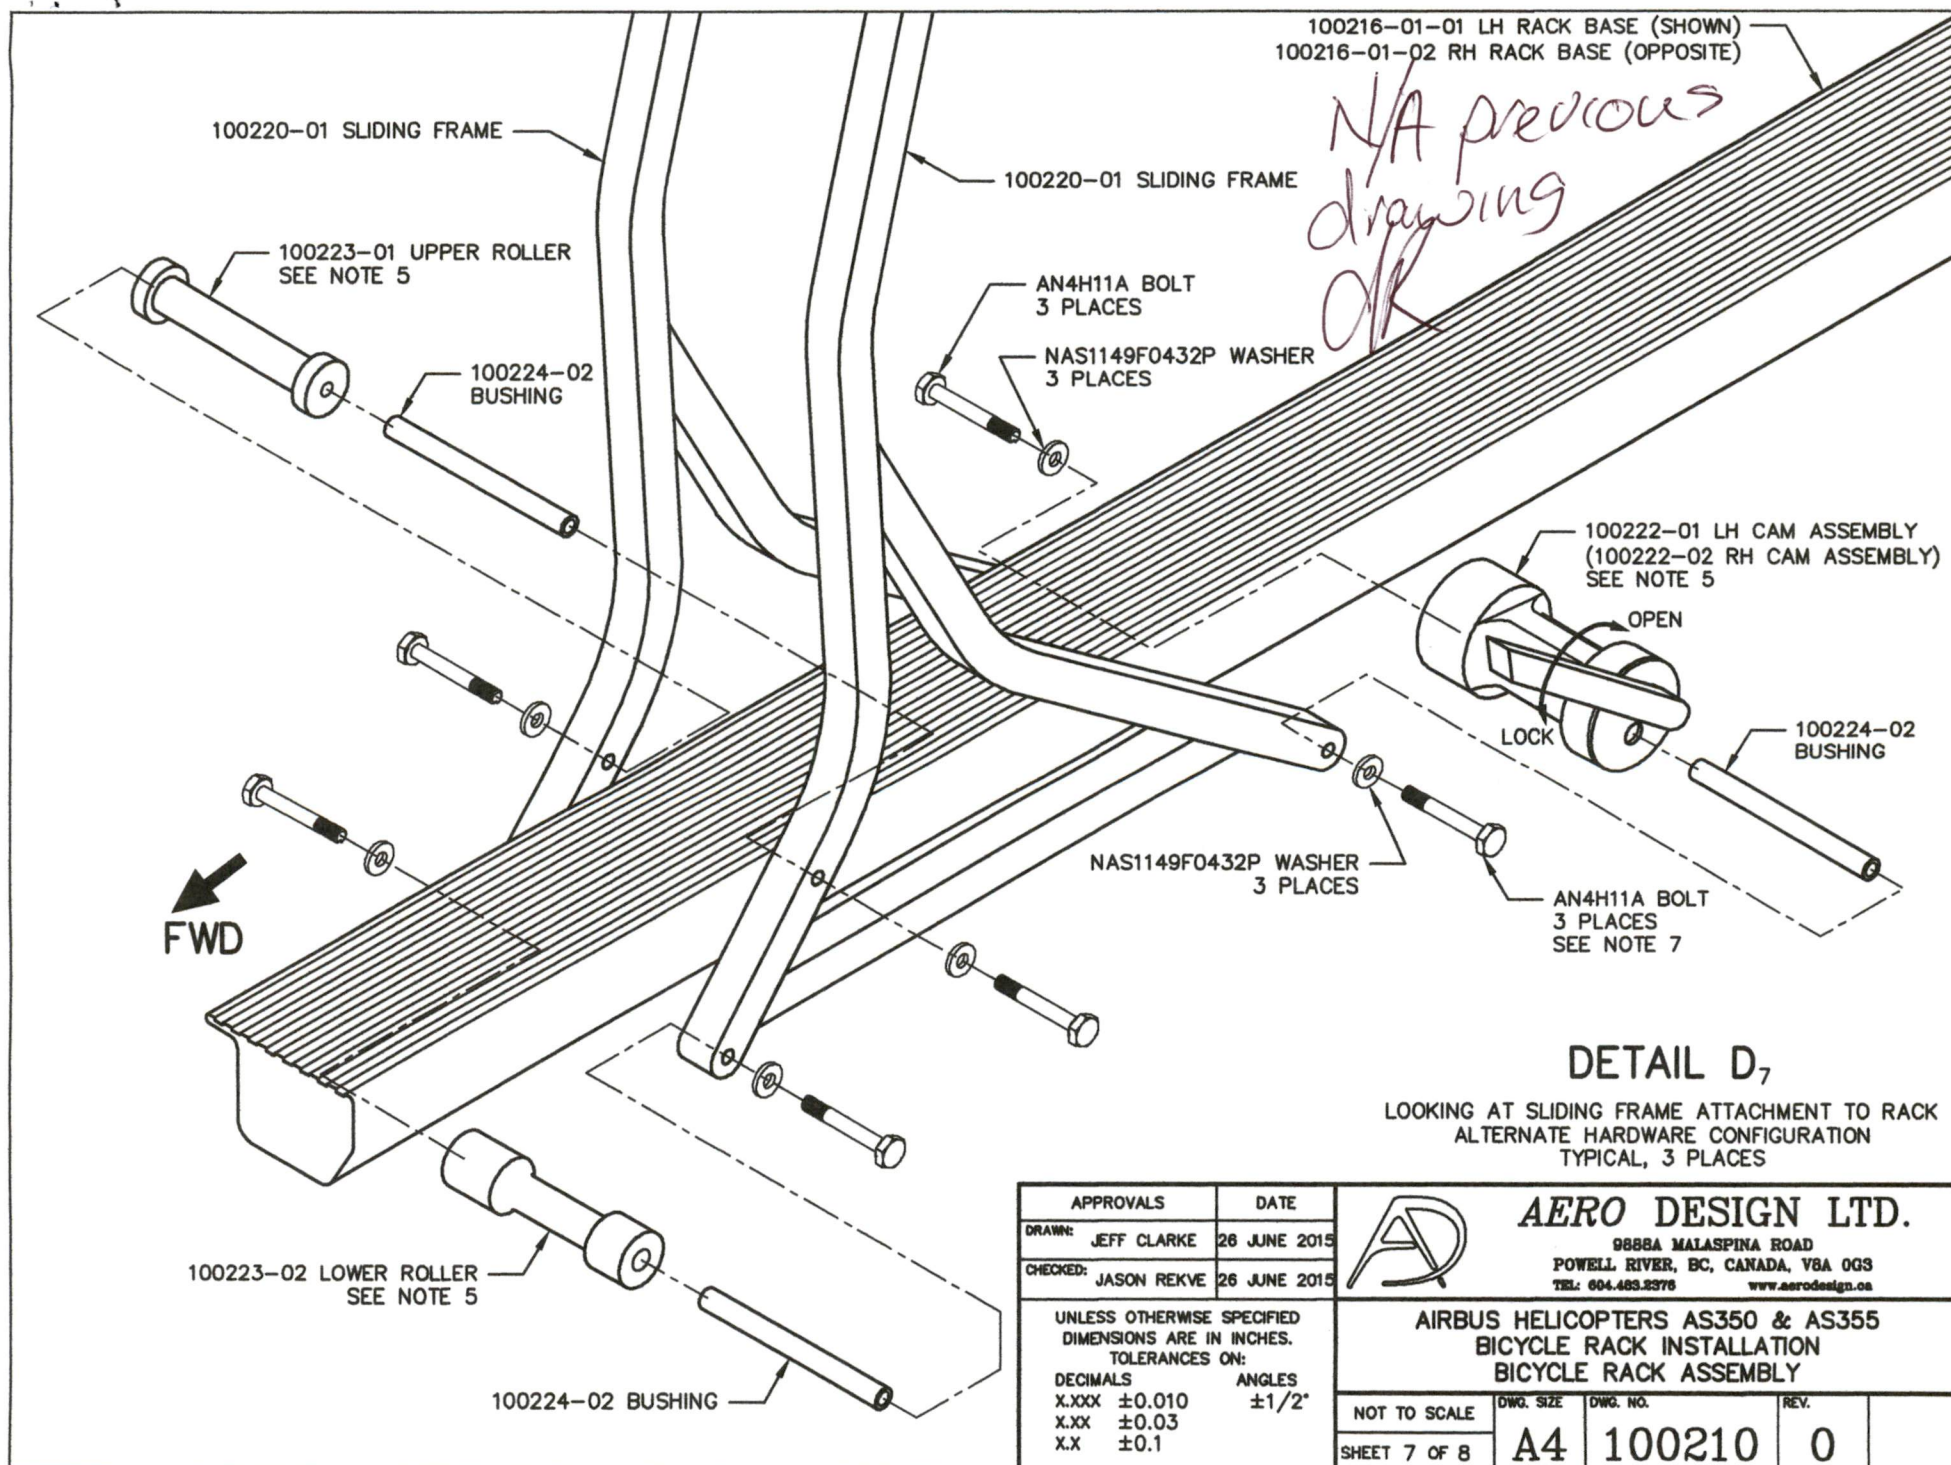 100216-01-01 LH RACK BASE (SHOWN)
100216-01-02 RH RACK BASE (OPPOSITE)
N/A previous
drawing
OK
100220-01 SLIDING FRAME
100220-01 SLIDING FRAME
100223-01 UPPER ROLLER
SEE NOTE 5
AN4H11A BOLT
3 PLACES
NAS1149F0432P WASHER
3 PLACES
100224-02
BUSHING
100222-01 LH CAM ASSEMBLY
(100222-02 RH CAM ASSEMBLY)
SEE NOTE 5
OPEN
LOCK
100224-02
BUSHING
NAS1149F0432P WASHER
3 PLACES
AN4H11A BOLT
3 PLACES
SEE NOTE 7
FWD
100223-02 LOWER ROLLER
SEE NOTE 5
100224-02 BUSHING
DETAIL D7
LOOKING AT SLIDING FRAME ATTACHMENT TO RACK
ALTERNATE HARDWARE CONFIGURATION
TYPICAL, 3 PLACES
APPROVALS DATE
DRAWN: JEFF CLARKE 26 JUNE 2015
CHECKED: JASON REKVE 26 JUNE 2015
UNLESS OTHERWISE SPECIFIED
DIMENSIONS ARE IN INCHES.
TOLERANCES ON:
DECIMALS ANGLES
X.XXX ±0.010 ±1/2°
X.XX ±0.03
X.X ±0.1
AD
AERO DESIGN LTD.
9888A MALASPINA ROAD
POWELL RIVER, BC, CANADA, V8A 0G3
TEL: 604.483.2376 www.aerodesign.ca
AIRBUS HELICOPTERS AS350 & AS355
BICYCLE RACK INSTALLATION
BICYCLE RACK ASSEMBLY
NOT TO SCALE
SHEET 7 OF 8
DWG. SIZE
A4
DWG. NO.
100210
REV.
0